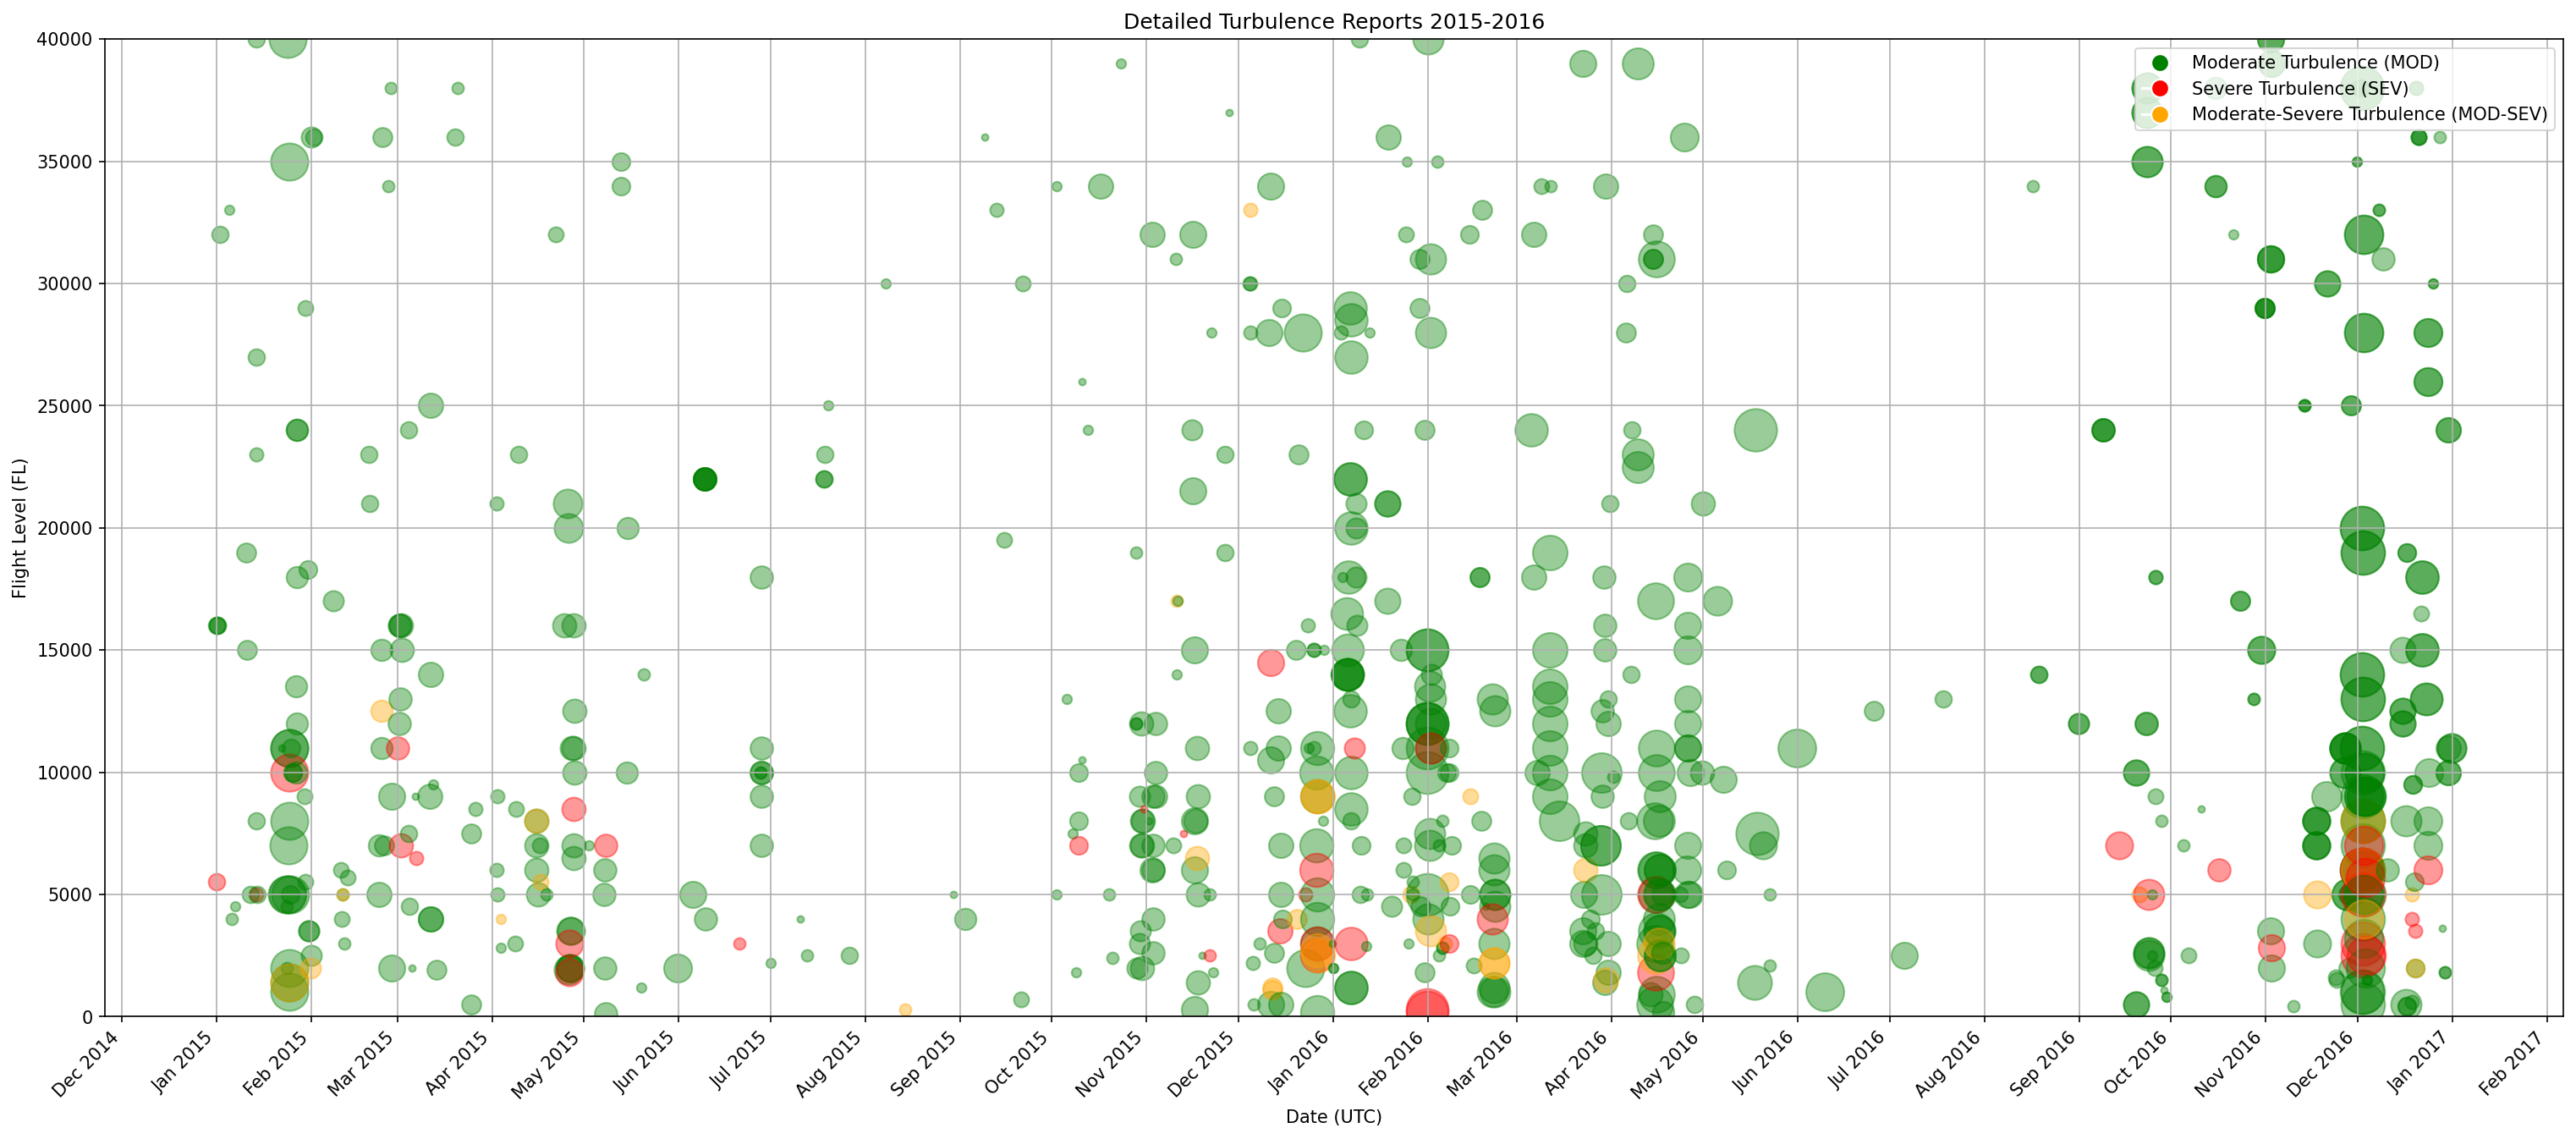 Detailed Turbulence Reports 2015-2016
Moderate Turbulence (MOD)
Severe Turbulence (SEV)
Moderate-Severe Turbulence (MOD-SEV)
Flight Level (FL)
40000
35000
30000
25000
20000
15000
10000
5000
0
Dec 2014
Jan 2015
Feb 2015
Mar 2015
Apr 2015
May 2015
Jun 2015
Jul 2015
Aug 2015
Sep 2015
Oct 2015
Nov 2015
Dec 2015
Jan 2016
Feb 2016
Mar 2016
Apr 2016
May 2016
Jun 2016
Jul 2016
Aug 2016
Sep 2016
Oct 2016
Nov 2016
Dec 2016
Jan 2017
Feb 2017
Date (UTC)